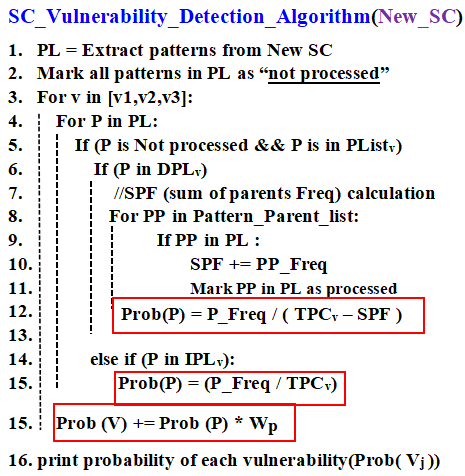 SC_Vulnerability_Detection_Algorithm(New_SC)
1. PL = Extract patterns from New SC
2. Mark all patterns in PL as “not processed”
3. For v in [v1,v2,v3]:
4. For P in PL:
5. If (P is Not processed && P is in PListv)
6. If (P in DPLv)
7. //SPF (sum of parents Freq) calculation
8. For PP in Pattern_Parent_list:
9. If PP in PL :
10. SPF += PP_Freq
11. Mark PP in PL as processed
12. Prob(P) = P_Freq / ( TPCv – SPF )
13.
14. else if (P in IPLv):
15. Prob(P) = (P_Freq / TPCv)
15. Prob (V) += Prob (P) * Wp
16. print probability of each vulnerability(Prob( Vj ))